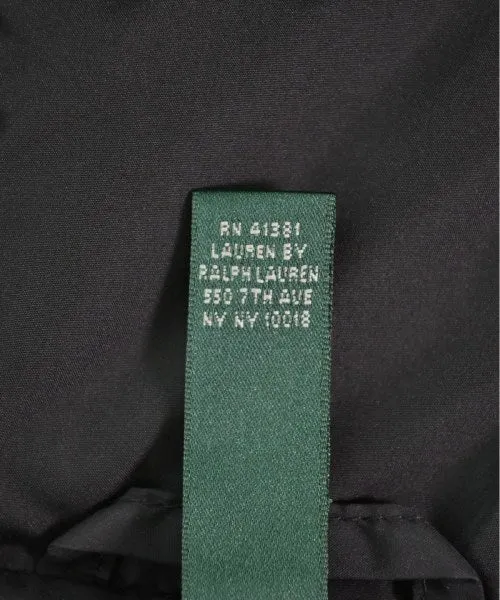 RN 41381
LAUREN BY
RALPH LAUREN
550 7TH AVE
NY NY 10018